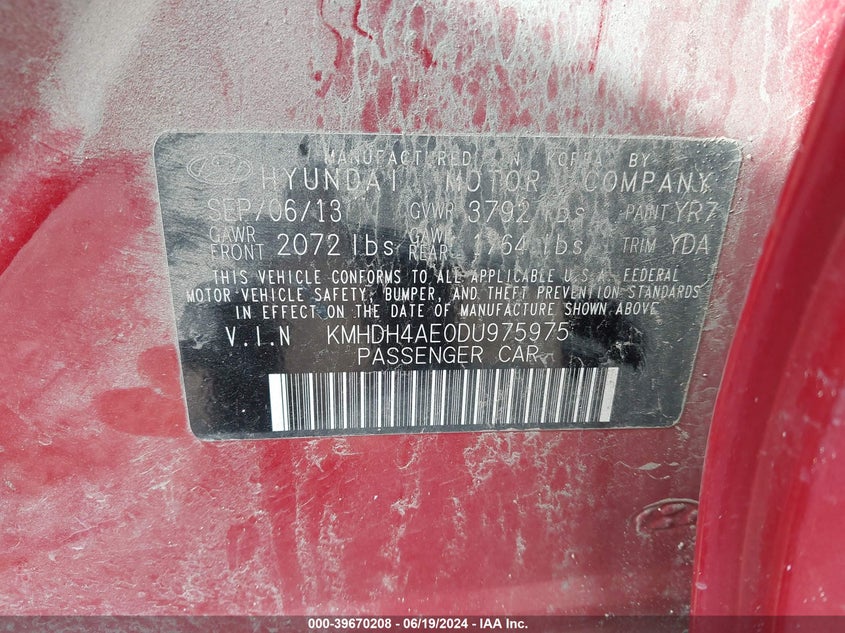 MANUFACTURED IN KOREA BY
HYUNDAI MOTOR COMPANY
SEP/06/13 GVWR 3792 lbs PAINT YR7
GAWR FRONT 2072 lbs GAWR REAR 1764 lbs TRIM YDA
THIS VEHICLE CONFORMS TO ALL APPLICABLE U.S.A. FEDERAL
MOTOR VEHICLE SAFETY, BUMPER, AND THEFT PREVENTION STANDARDS
IN EFFECT ON THE DATE OF MANUFACTURE SHOWN ABOVE
V.I.N KMHDH4AE0DU975975
PASSENGER CAR
000-39670208 - 06/19/2024 - IAA Inc.